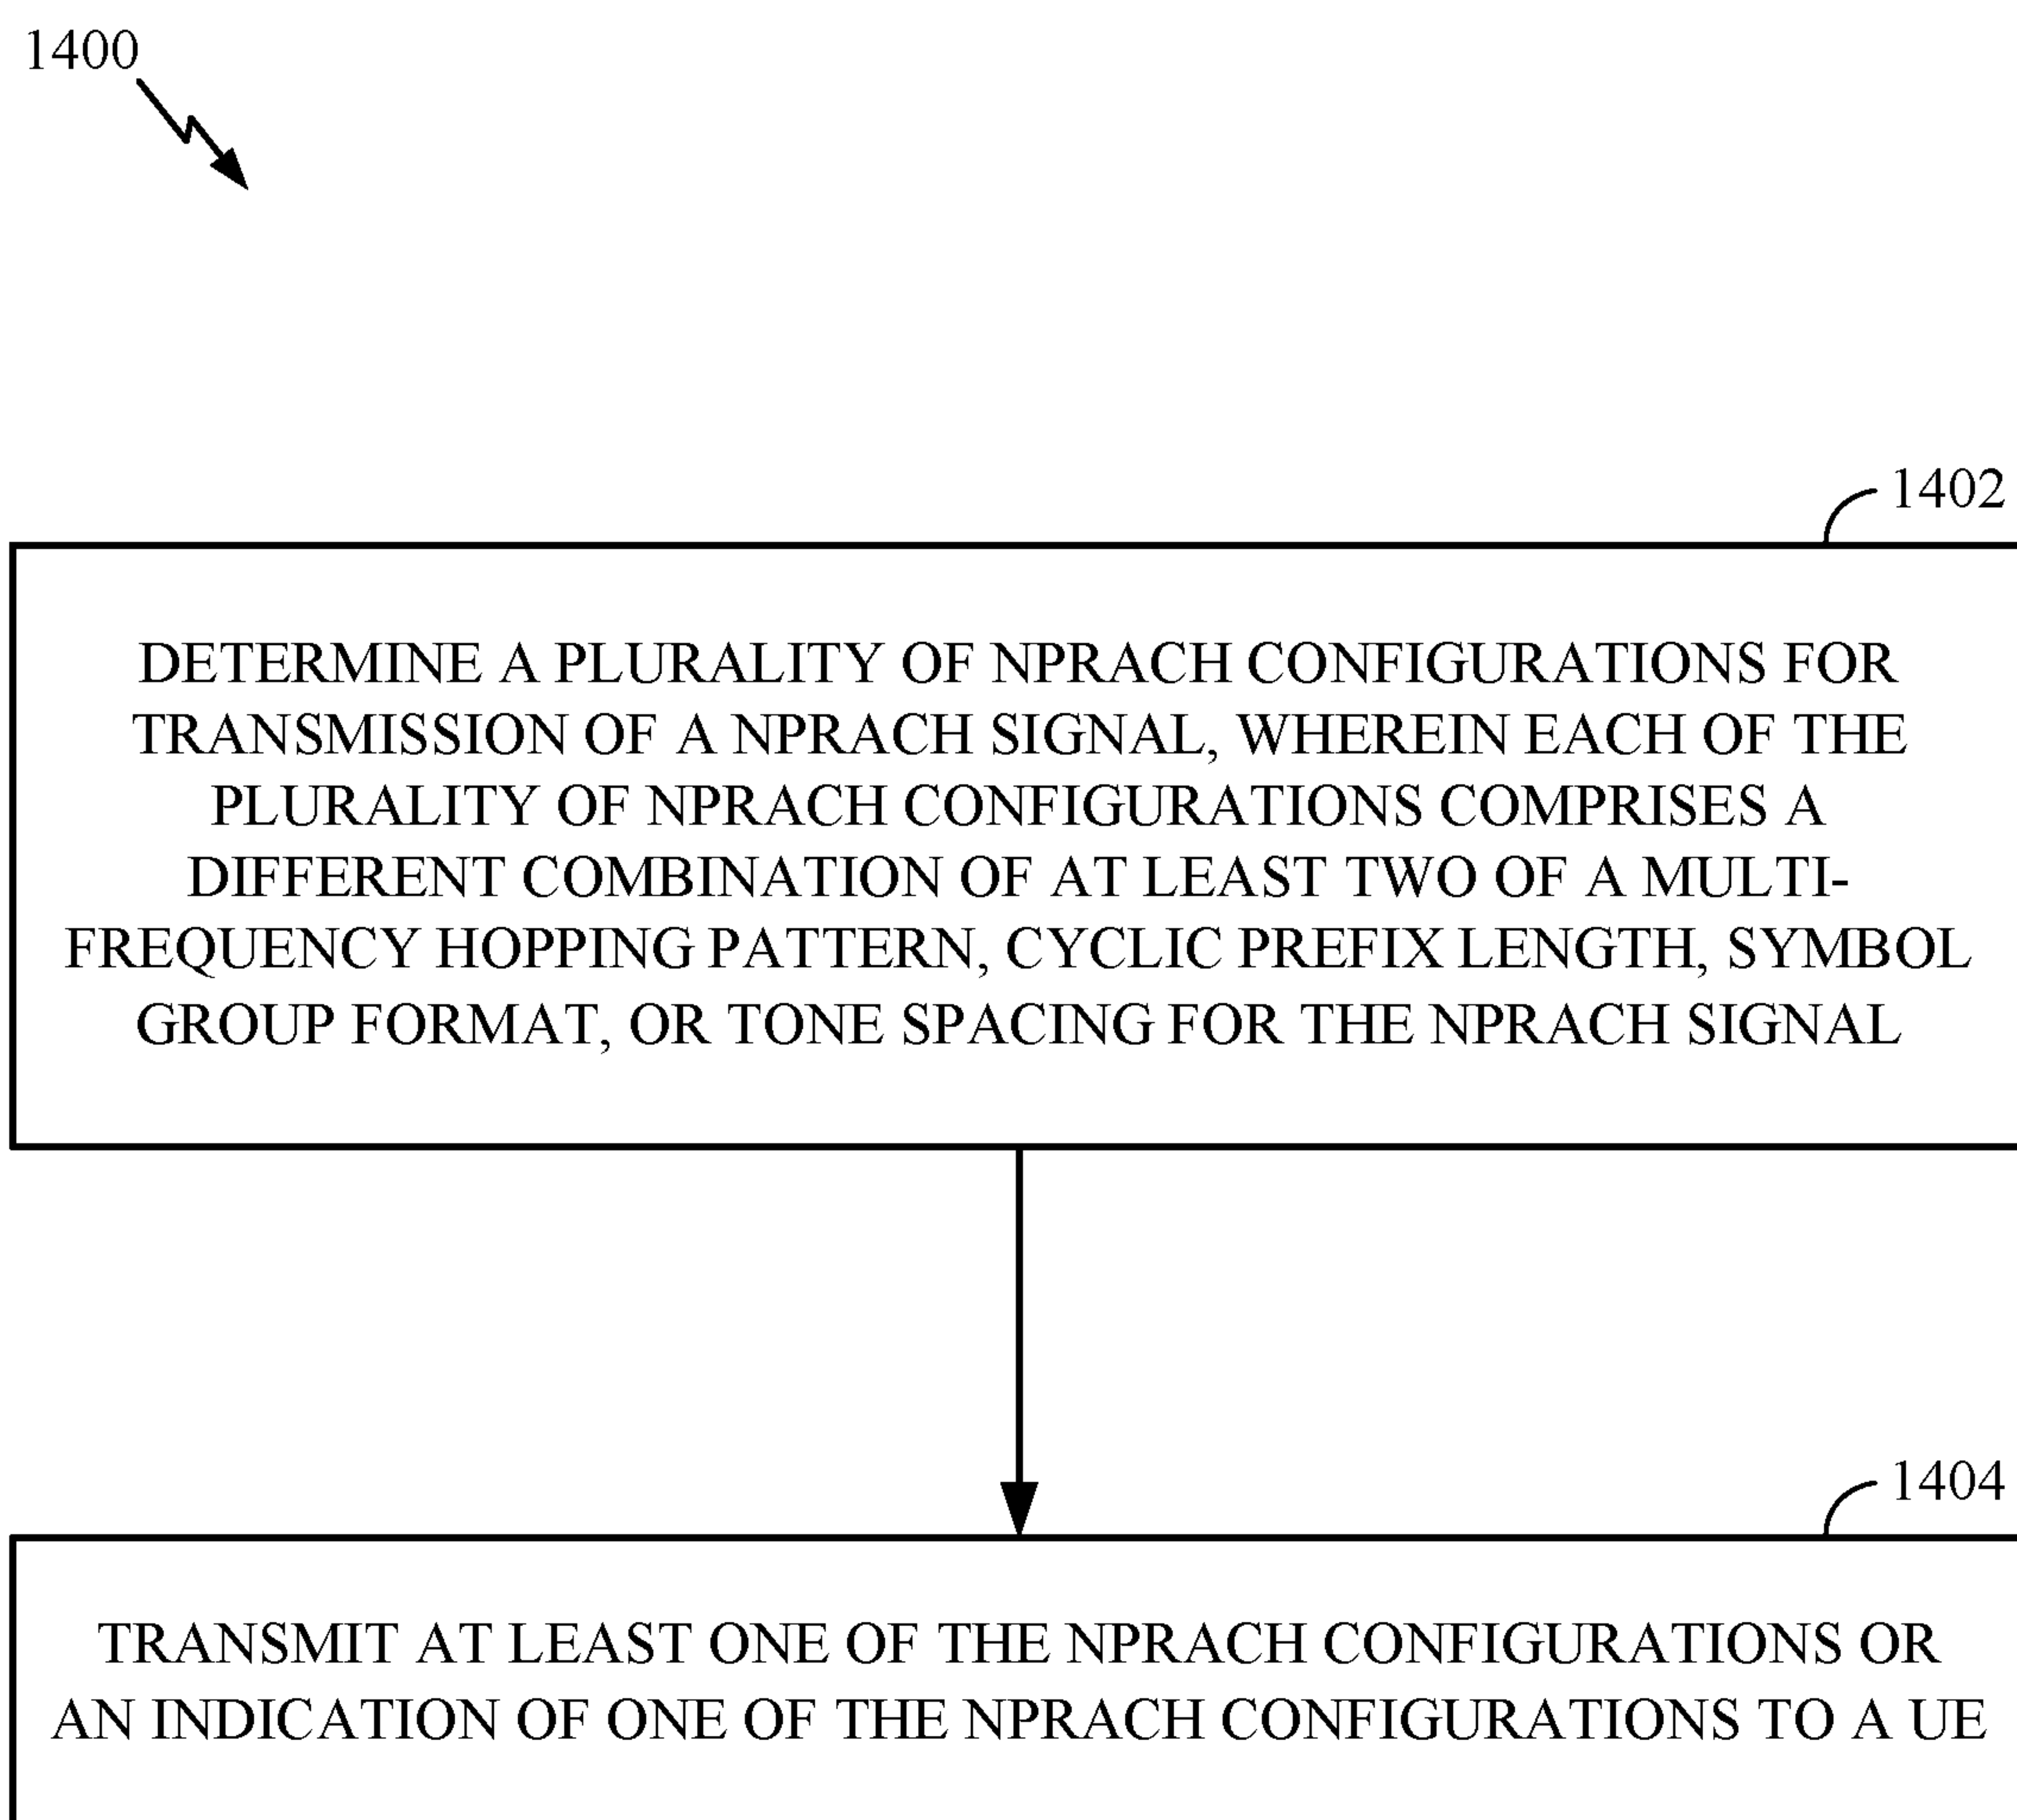 1400
1402
DETERMINE A PLURALITY OF NPRACH CONFIGURATIONS FOR
TRANSMISSION OF A NPRACH SIGNAL, WHEREIN EACH OF THE
PLURALITY OF NPRACH CONFIGURATIONS COMPRISES A
DIFFERENT COMBINATION OF AT LEAST TWO OF A MULTI-
FREQUENCY HOPPING PATTERN, CYCLIC PREFIX LENGTH, SYMBOL
GROUP FORMAT, OR TONE SPACING FOR THE NPRACH SIGNAL
1404
TRANSMIT AT LEAST ONE OF THE NPRACH CONFIGURATIONS OR
AN INDICATION OF ONE OF THE NPRACH CONFIGURATIONS TO A UE